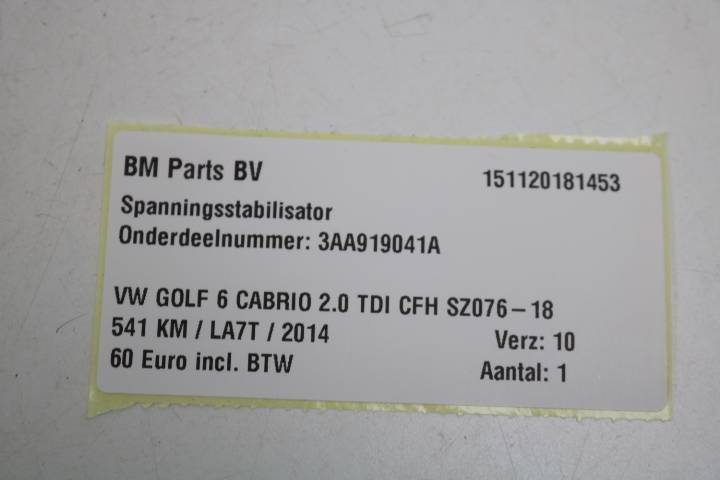 BM Parts BV 151120181453
Spanningsstabilisator
Onderdeelnummer: 3AA919041A
VW GOLF 6 CABRIO 2.0 TDI CFH SZ076-18
541 KM / LA7T / 2014 Verz: 10
60 Euro incl. BTW Aantal: 1